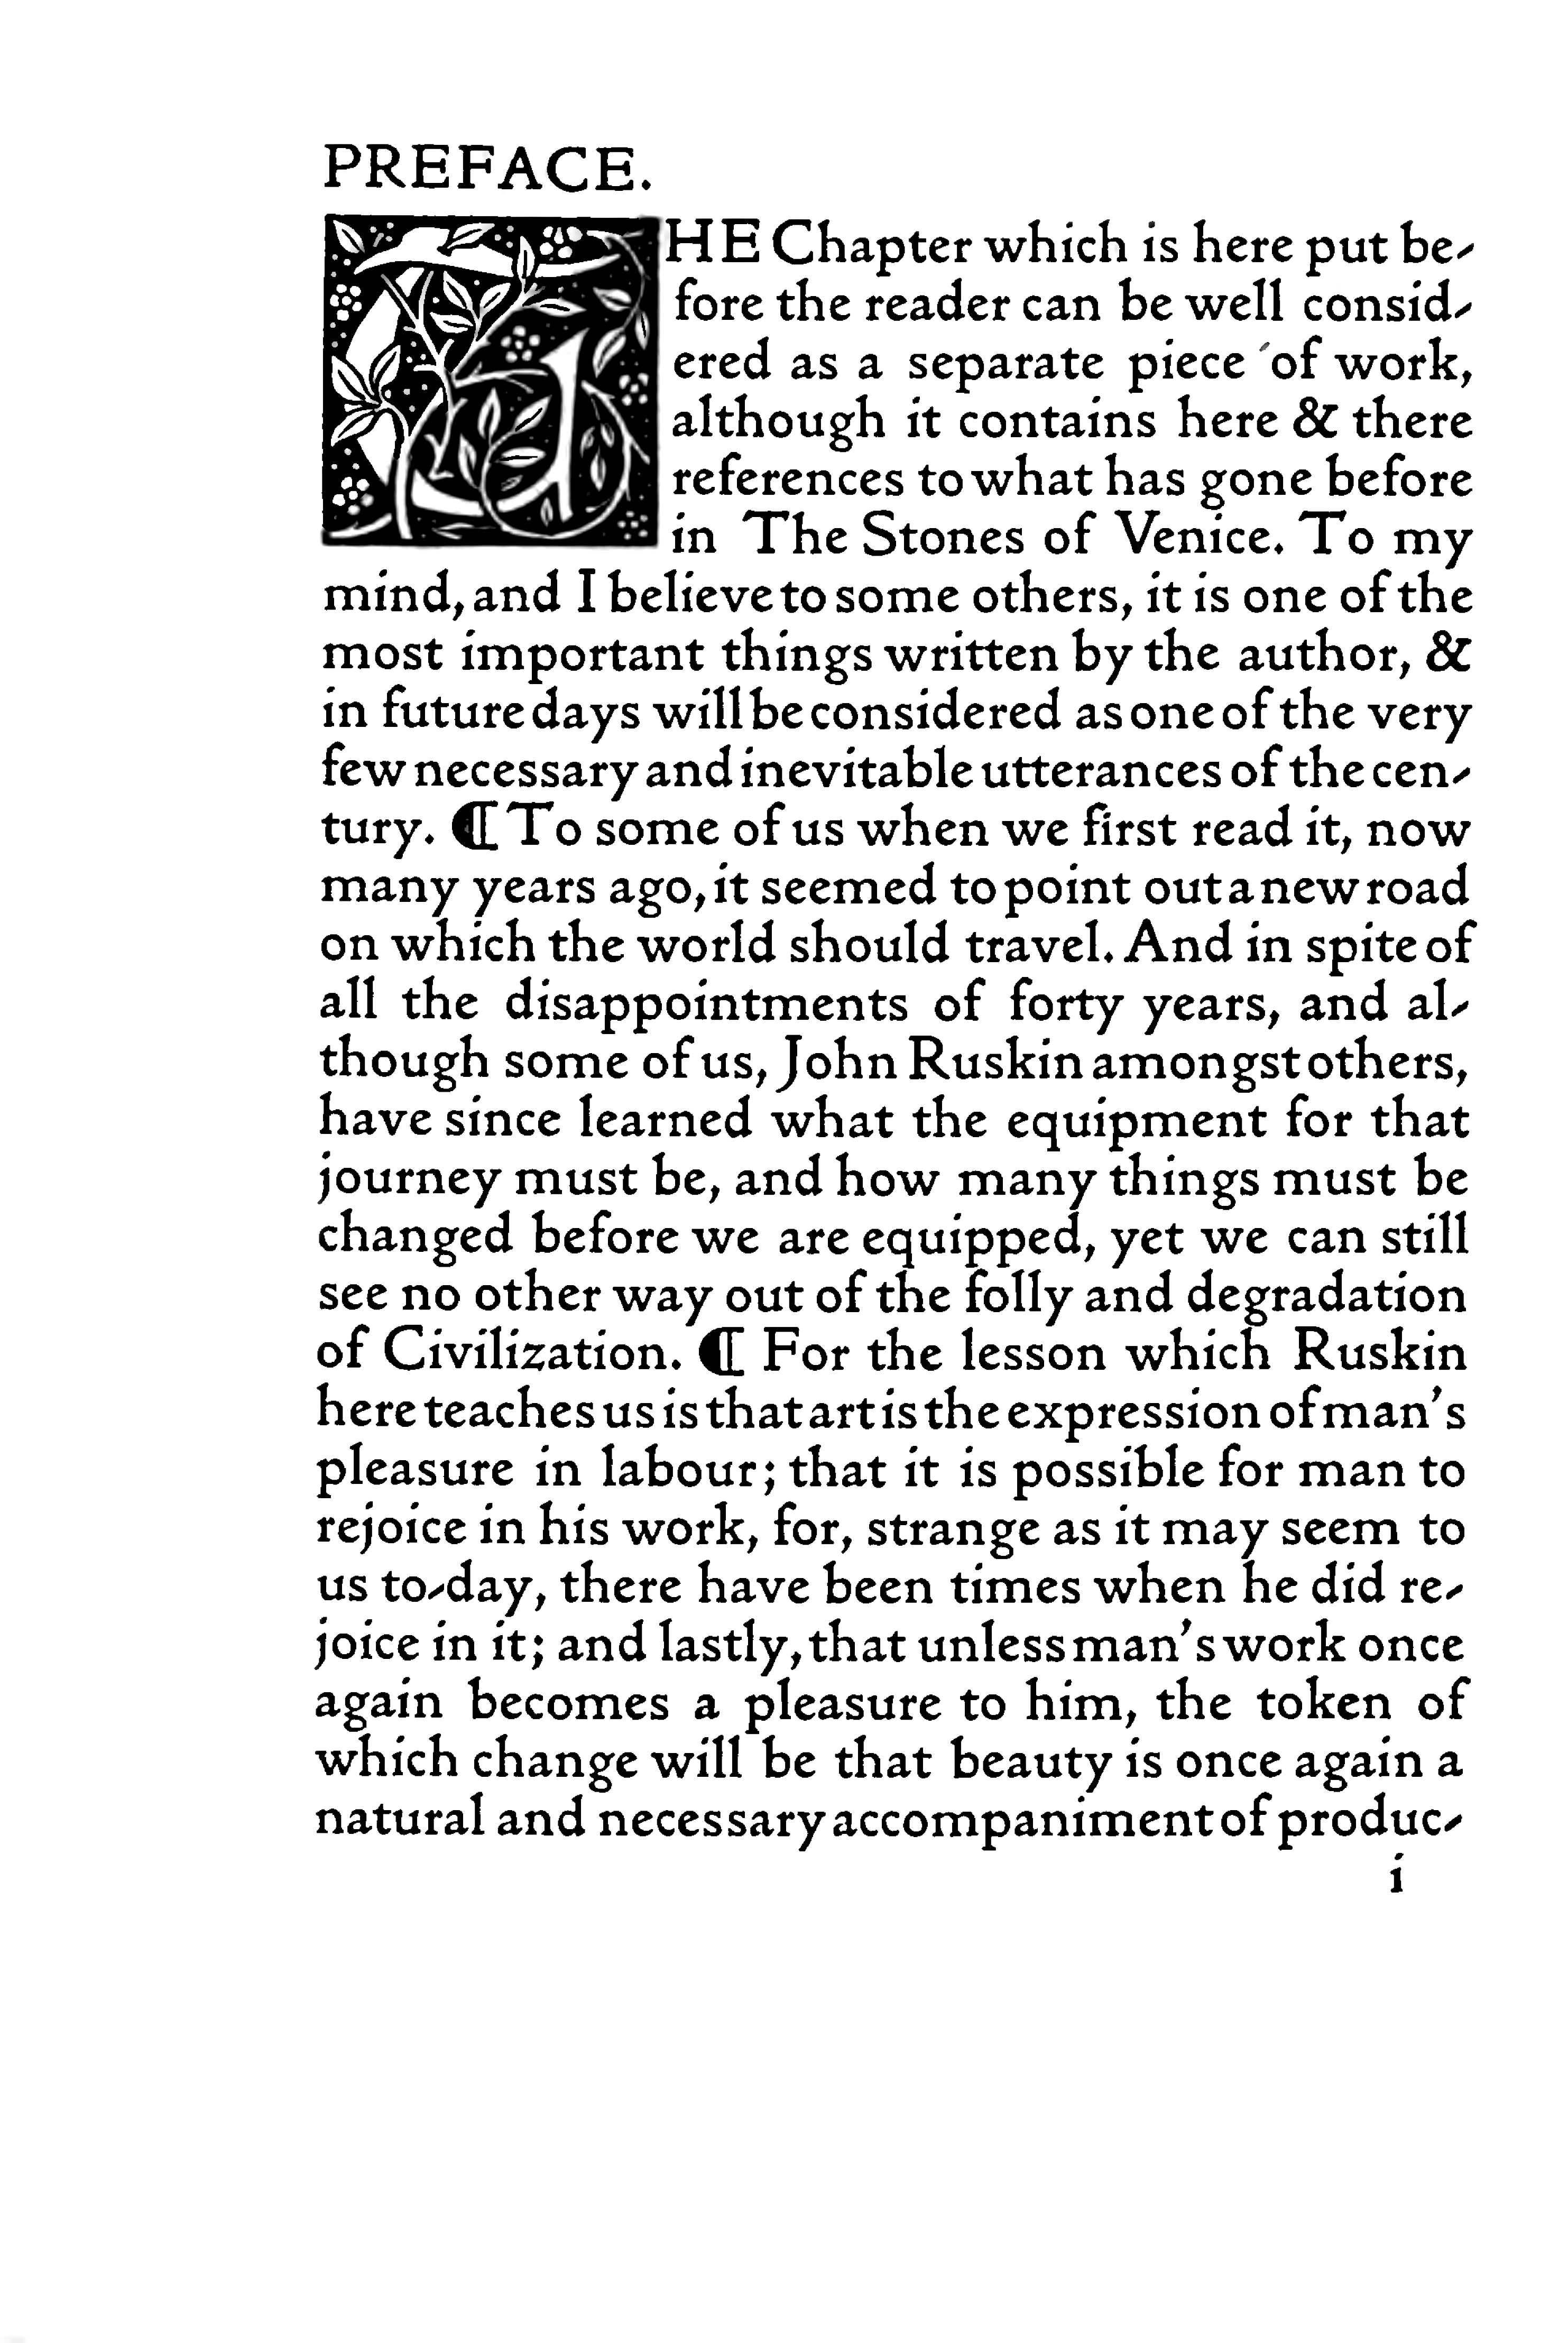 PREFACE.
THE Chapter which is here put be-
fore the reader can be well consid-
ered as a separate piece of work,
although it contains here & there
references to what has gone before
in The Stones of Venice. To my
mind, and I believe to some others, it is one of the
most important things written by the author, &
in future days will be considered as one of the very
few necessary and inevitable utterances of the cen-
tury. ¶ To some of us when we first read it, now
many years ago, it seemed to point out a new road
on which the world should travel. And in spite of
all the disappointments of forty years, and al-
though some of us, John Ruskin amongst others,
have since learned what the equipment for that
journey must be, and how many things must be
changed before we are equipped, yet we can still
see no other way out of the folly and degradation
of Civilization. ¶ For the lesson which Ruskin
here teaches us is that art is the expression of man's
pleasure in labour; that it is possible for man to
rejoice in his work, for, strange as it may seem to
us to-day, there have been times when he did re-
joice in it; and lastly, that unless man's work once
again becomes a pleasure to him, the token of
which change will be that beauty is once again a
natural and necessary accompaniment of produc-
i